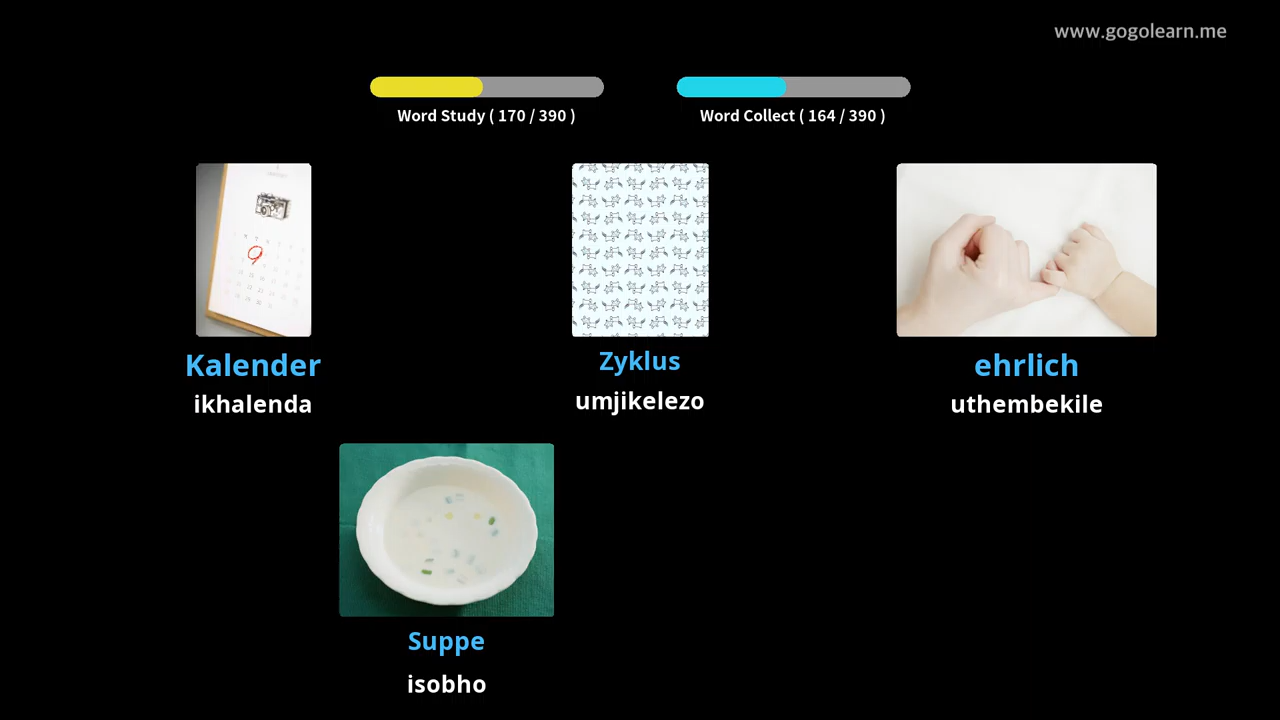 www.gogolearn.me
Word Study ( 170 / 390 )
Word Collect ( 164 / 390 )
Kalender
ikhalenda
Zyklus
umjikelezo
ehrlich
uthembekile
Suppe
isobho